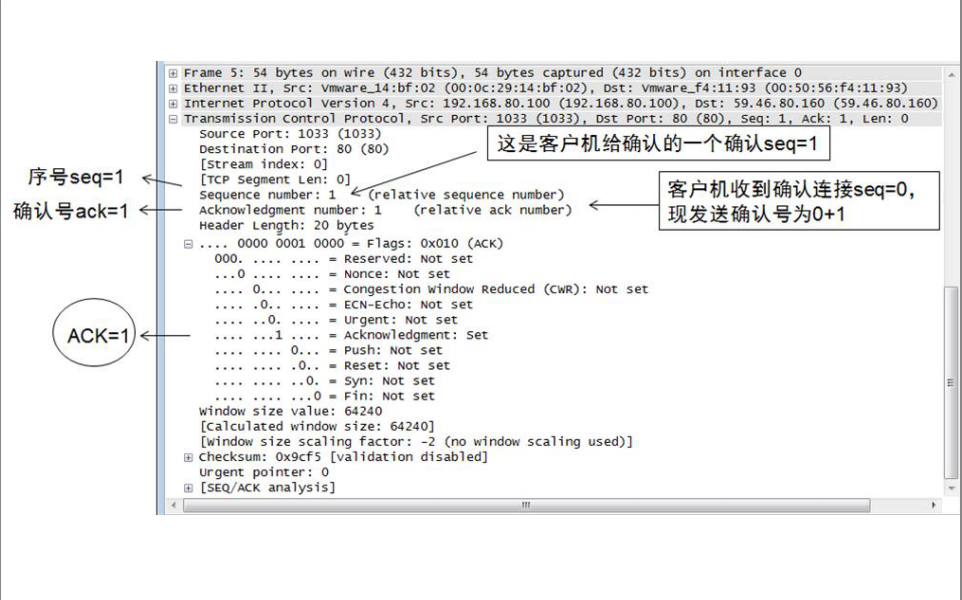 Frame 5: 54 bytes on wire (432 bits), 54 bytes captured (432 bits) on interface 0
Ethernet II, Src: Vmware_14:bf:02 (00:0c:29:14:bf:02), Dst: Vmware_f4:11:93 (00:50:56:f4:11:93)
Internet Protocol Version 4, Src: 192.168.80.100 (192.168.80.100), Dst: 59.46.80.160 (59.46.80.160)
Transmission Control Protocol, Src Port: 1033 (1033), Dst Port: 80 (80), Seq: 1, Ack: 1, Len: 0
Source Port: 1033 (1033)
Destination Port: 80 (80)
这是客户机给确认的一个确认seq=1
[Stream index: 0]
[TCP Segment Len: 0]
序号seq=1
Sequence number: 1 (relative sequence number)
客户机收到确认连接seq=0,
现发送确认号为0+1
确认号ack=1
Acknowledgment number: 1 (relative ack number)
Header Length: 20 bytes
.... 0000 0001 0000 = Flags: 0x010 (ACK)
000. .... .... = Reserved: Not set
...0 .... .... = Nonce: Not set
.... 0... .... = Congestion Window Reduced (CWR): Not set
.... .0.. .... = ECN-Echo: Not set
.... ..0. .... = Urgent: Not set
ACK=1
.... ...1 .... = Acknowledgment: Set
.... .... 0... = Push: Not set
.... .... .0.. = Reset: Not set
.... .... ..0. = Syn: Not set
.... .... ...0 = Fin: Not set
Window size value: 64240
[Calculated window size: 64240]
[Window size scaling factor: -2 (no window scaling used)]
Checksum: 0x9cf5 [validation disabled]
Urgent pointer: 0
[SEQ/ACK analysis]